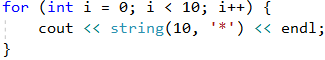 for (int i = 0; i < 10; i++) {
    cout << string(10, '*') << endl;
}